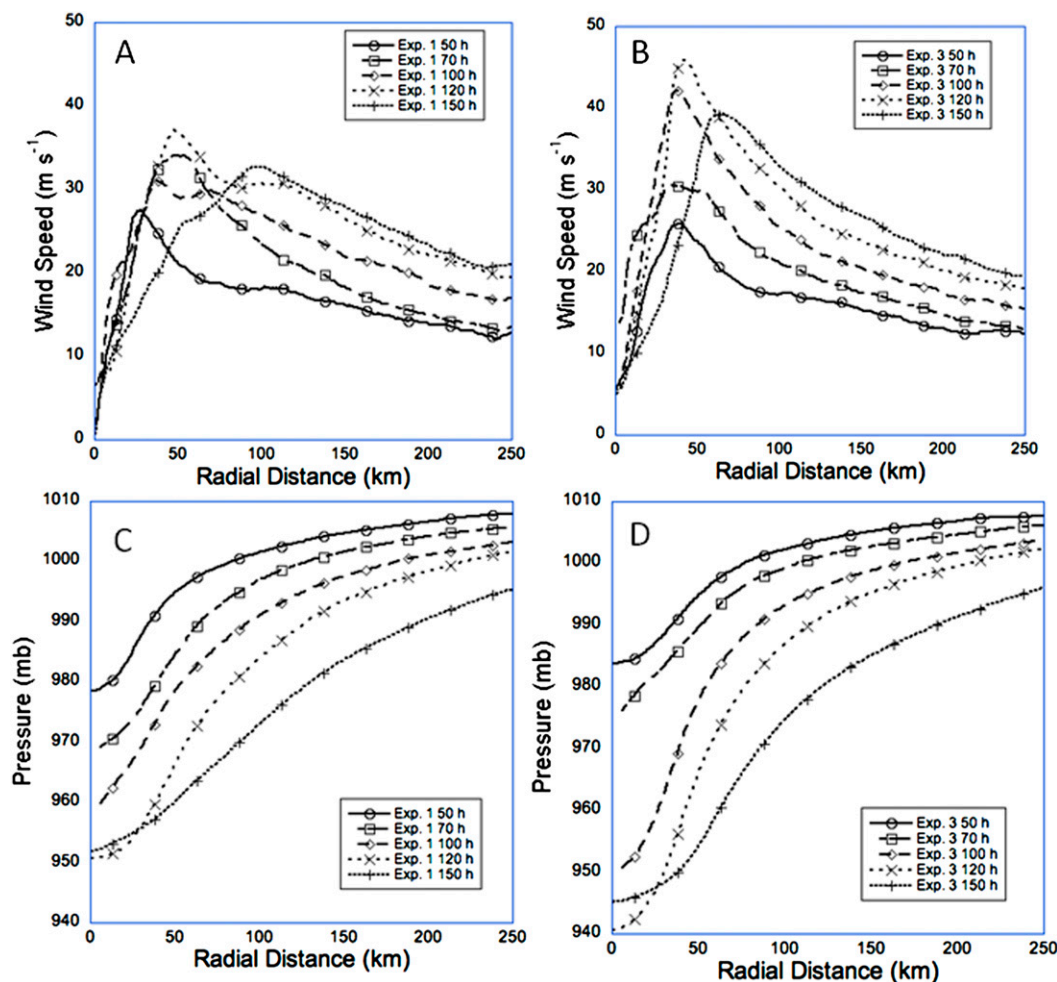 A
Exp. 1 50 h
Exp. 1 70 h
Exp. 1 100 h
Exp. 1 120 h
Exp. 1 150 h
50
40
30
20
10
0
Wind Speed (m s⁻¹)
0 50 100 150 200 250
Radial Distance (km)
B
Exp. 3 50 h
Exp. 3 70 h
Exp. 3 100 h
Exp. 3 120 h
Exp. 3 150 h
50
40
30
20
10
0
Wind Speed (m s⁻¹)
0 50 100 150 200 250
Radial Distance (km)
C
1010
1000
990
980
970
960
950
940
Pressure (mb)
Exp. 1 50 h
Exp. 1 70 h
Exp. 1 100 h
Exp. 1 120 h
Exp. 1 150 h
0 50 100 150 200 250
Radial Distance (km)
D
1010
1000
990
980
970
960
950
940
Pressure (mb)
Exp. 3 50 h
Exp. 3 70 h
Exp. 3 100 h
Exp. 3 120 h
Exp. 3 150 h
0 50 100 150 200 250
Radial Distance (km)